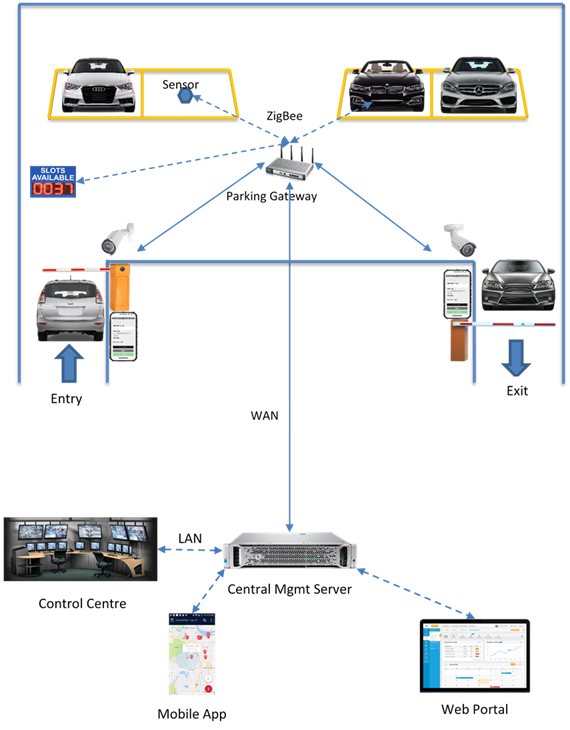 Sensor
ZigBee
SLOTS
AVAILABLE
0037
Parking Gateway
Entry
Exit
WAN
LAN
Central Mgmt Server
Control Centre
Mobile App
Web Portal